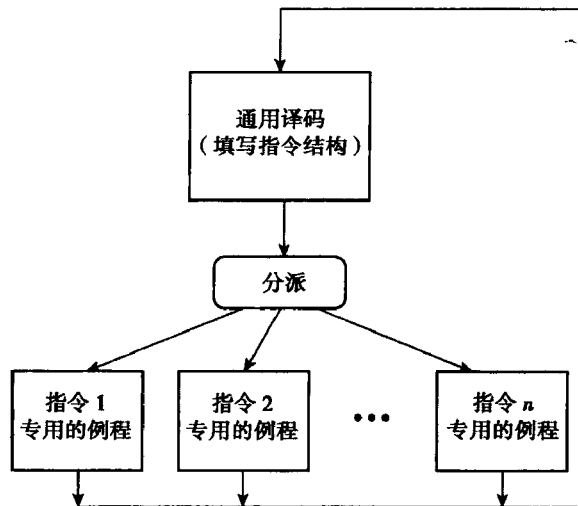 通用译码
（填写指令结构）
分派
指令1
专用的例程
指令2
专用的例程
•••
指令n
专用的例程